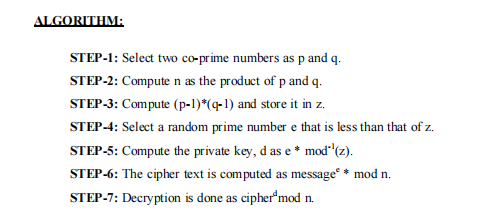 ALGORITHM:
STEP-1: Select two co-prime numbers as p and q.
STEP-2: Compute n as the product of p and q.
STEP-3: Compute (p-1)*(q-1) and store it in z.
STEP-4: Select a random prime number e that is less than that of z.
STEP-5: Compute the private key, d as e * mod⁻¹(z).
STEP-6: The cipher text is computed as messageᵉ * mod n.
STEP-7: Decryption is done as cipherᵈmod n.